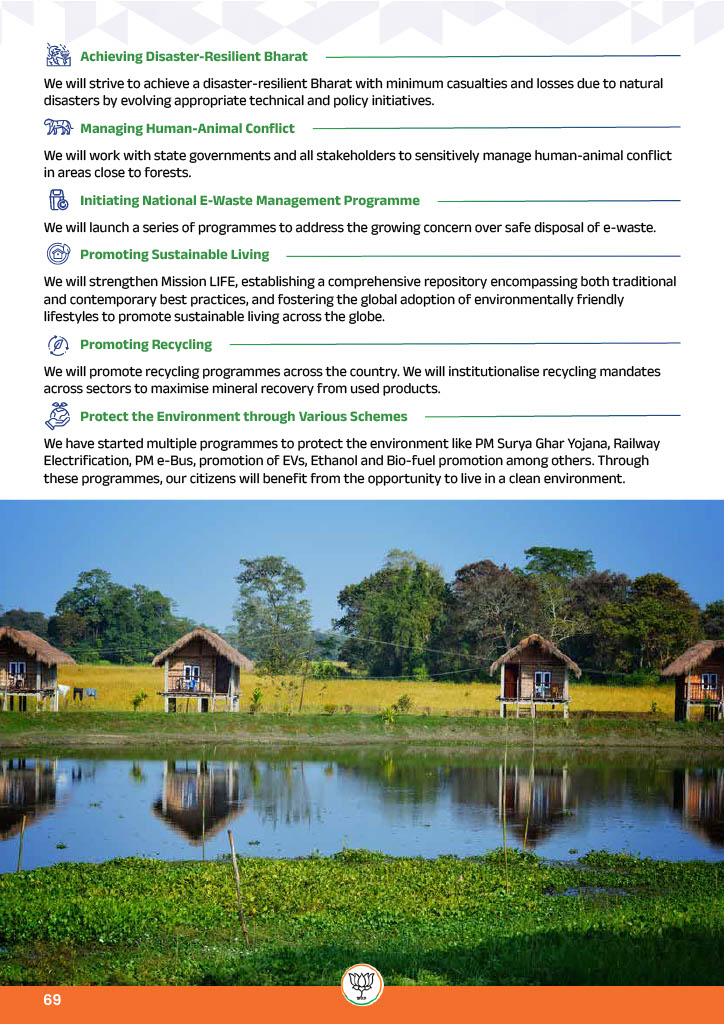 Achieving Disaster-Resilient Bharat
We will strive to achieve a disaster-resilient Bharat with minimum casualties and losses due to natural
disasters by evolving appropriate technical and policy initiatives.
Managing Human-Animal Conflict
We will work with state governments and all stakeholders to sensitively manage human-animal conflict
in areas close to forests.
Initiating National E-Waste Management Programme
We will launch a series of programmes to address the growing concern over safe disposal of e-waste.
Promoting Sustainable Living
We will strengthen Mission LIFE, establishing a comprehensive repository encompassing both traditional
and contemporary best practices, and fostering the global adoption of environmentally friendly
lifestyles to promote sustainable living across the globe.
Promoting Recycling
We will promote recycling programmes across the country. We will institutionalise recycling mandates
across sectors to maximise mineral recovery from used products.
Protect the Environment through Various Schemes
We have started multiple programmes to protect the environment like PM Surya Ghar Yojana, Railway
Electrification, PM e-Bus, promotion of EVs, Ethanol and Bio-fuel promotion among others. Through
these programmes, our citizens will benefit from the opportunity to live in a clean environment.
69